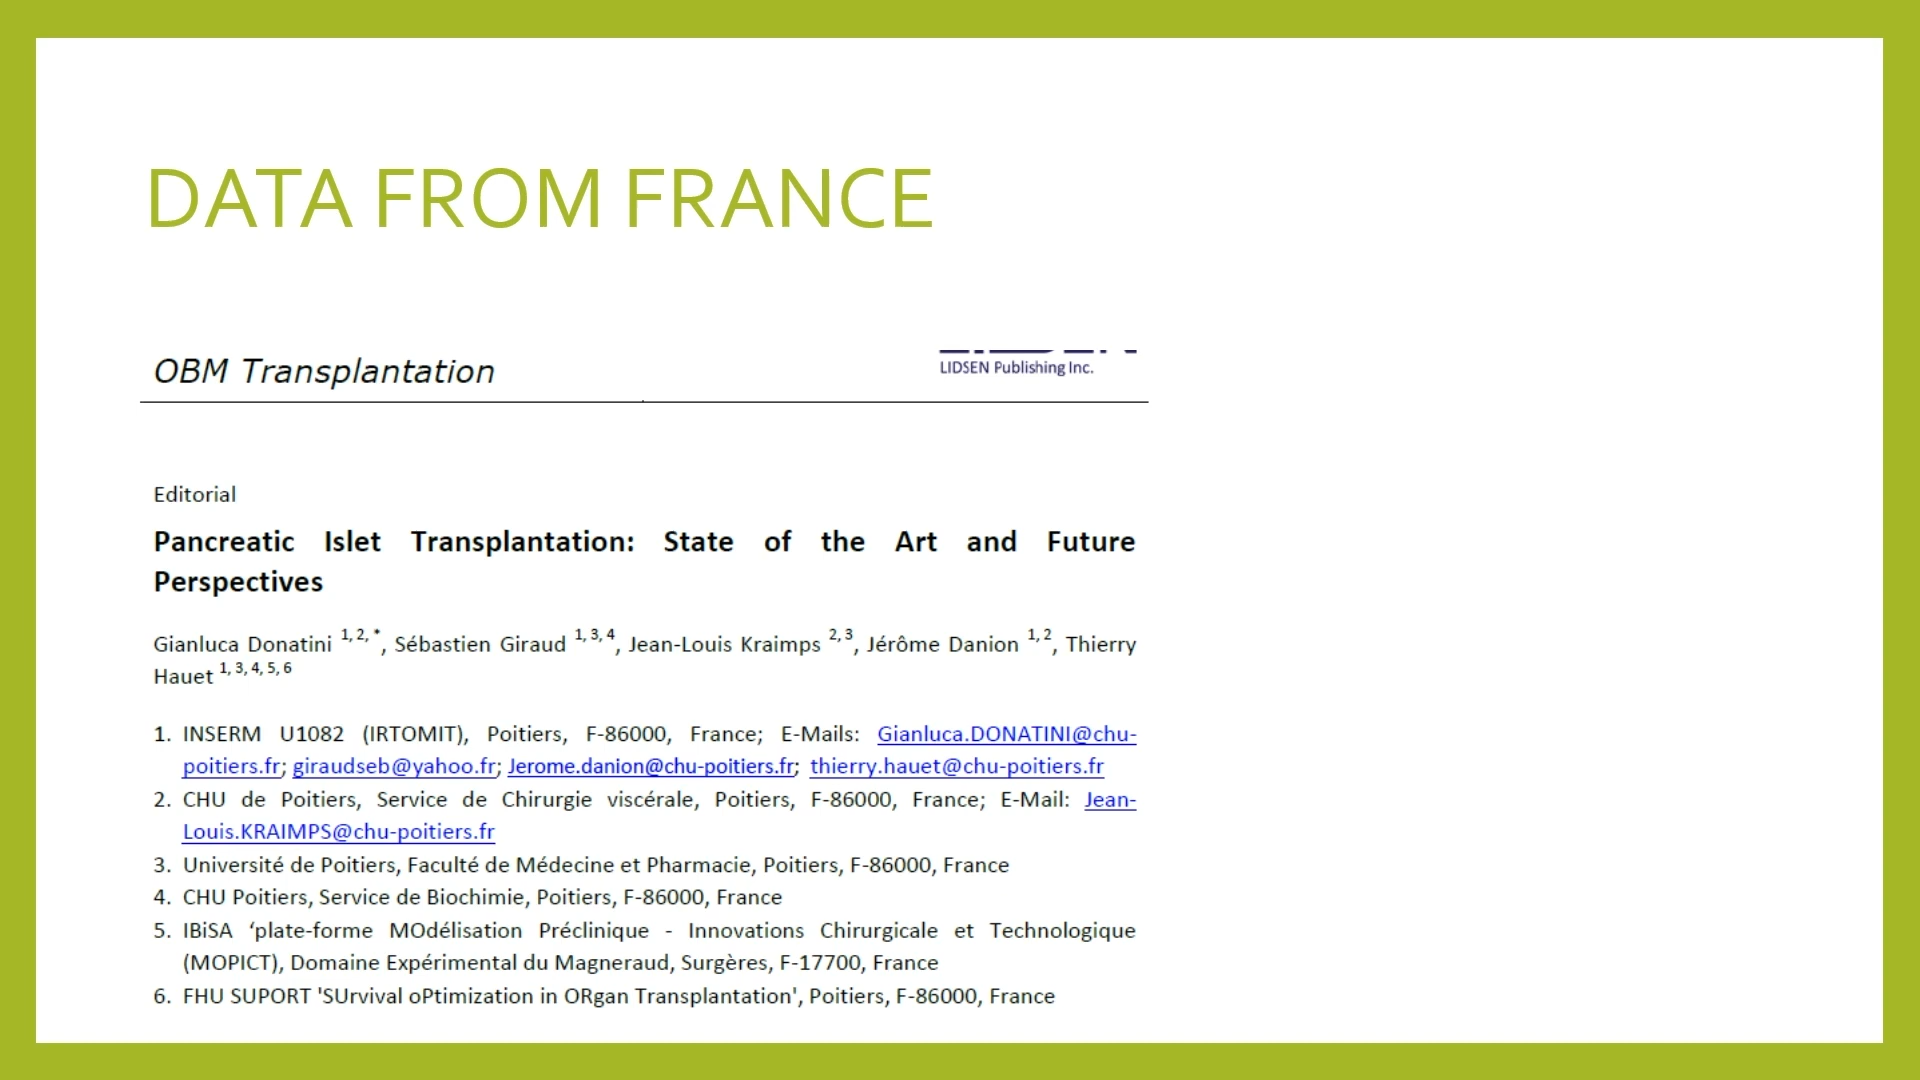 DATA FROM FRANCE
OBM Transplantation
LIDSEN Publishing Inc.
Editorial
Pancreatic Islet Transplantation: State of the Art and Future
Perspectives
Gianluca Donatini 1, 2, *, Sébastien Giraud 1, 3, 4, Jean-Louis Kraimps 2, 3, Jérôme Danion 1, 2, Thierry
Hauet 1, 3, 4, 5, 6
1. INSERM U1082 (IRTOMIT), Poitiers, F-86000, France; E-Mails: Gianluca.DONATINI@chu-
poitiers.fr; giraudseb@yahoo.fr; Jerome.danion@chu-poitiers.fr; thierry.hauet@chu-poitiers.fr
2. CHU de Poitiers, Service de Chirurgie viscérale, Poitiers, F-86000, France; E-Mail: Jean-
Louis.KRAIMPS@chu-poitiers.fr
3. Université de Poitiers, Faculté de Médecine et Pharmacie, Poitiers, F-86000, France
4. CHU Poitiers, Service de Biochimie, Poitiers, F-86000, France
5. IBiSA ‘plate-forme MOdélisation Préclinique - Innovations Chirurgicale et Technologique
(MOPICT), Domaine Expérimental du Magneraud, Surgères, F-17700, France
6. FHU SUPORT 'SUrvival oPtimization in ORgan Transplantation', Poitiers, F-86000, France